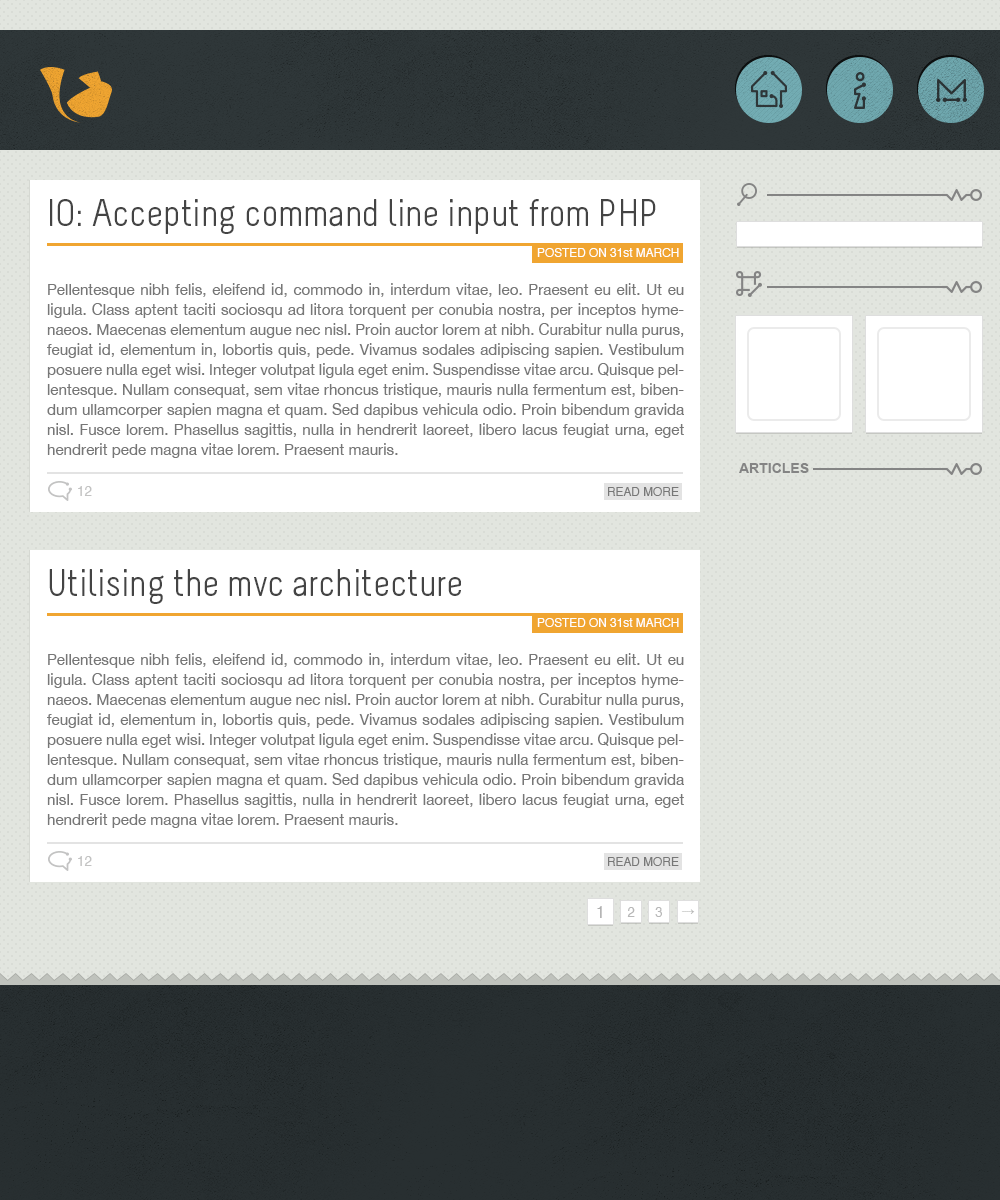 IO: Accepting command line input from PHP
POSTED ON 31st MARCH
Pellentesque nibh felis, eleifend id, commodo in, interdum vitae, leo. Praesent eu elit. Ut eu
ligula. Class aptent taciti sociosqu ad litora torquent per conubia nostra, per inceptos hyme-
naeos. Maecenas elementum augue nec nisl. Proin auctor lorem at nibh. Curabitur nulla purus,
feugiat id, elementum in, lobortis quis, pede. Vivamus sodales adipiscing sapien. Vestibulum
posuere nulla eget wisi. Integer volutpat ligula eget enim. Suspendisse vitae arcu. Quisque pel-
lentesque. Nullam consequat, sem vitae rhoncus tristique, mauris nulla fermentum est, biben-
dum ullamcorper sapien magna et quam. Sed dapibus vehicula odio. Proin bibendum gravida
nisl. Fusce lorem. Phasellus sagittis, nulla in hendrerit laoreet, libero lacus feugiat urna, eget
hendrerit pede magna vitae lorem. Praesent mauris.
12
READ MORE
Utilising the mvc architecture
POSTED ON 31st MARCH
Pellentesque nibh felis, eleifend id, commodo in, interdum vitae, leo. Praesent eu elit. Ut eu
ligula. Class aptent taciti sociosqu ad litora torquent per conubia nostra, per inceptos hyme-
naeos. Maecenas elementum augue nec nisl. Proin auctor lorem at nibh. Curabitur nulla purus,
feugiat id, elementum in, lobortis quis, pede. Vivamus sodales adipiscing sapien. Vestibulum
posuere nulla eget wisi. Integer volutpat ligula eget enim. Suspendisse vitae arcu. Quisque pel-
lentesque. Nullam consequat, sem vitae rhoncus tristique, mauris nulla fermentum est, biben-
dum ullamcorper sapien magna et quam. Sed dapibus vehicula odio. Proin bibendum gravida
nisl. Fusce lorem. Phasellus sagittis, nulla in hendrerit laoreet, libero lacus feugiat urna, eget
hendrerit pede magna vitae lorem. Praesent mauris.
12
READ MORE
1 2 3 →
ARTICLES